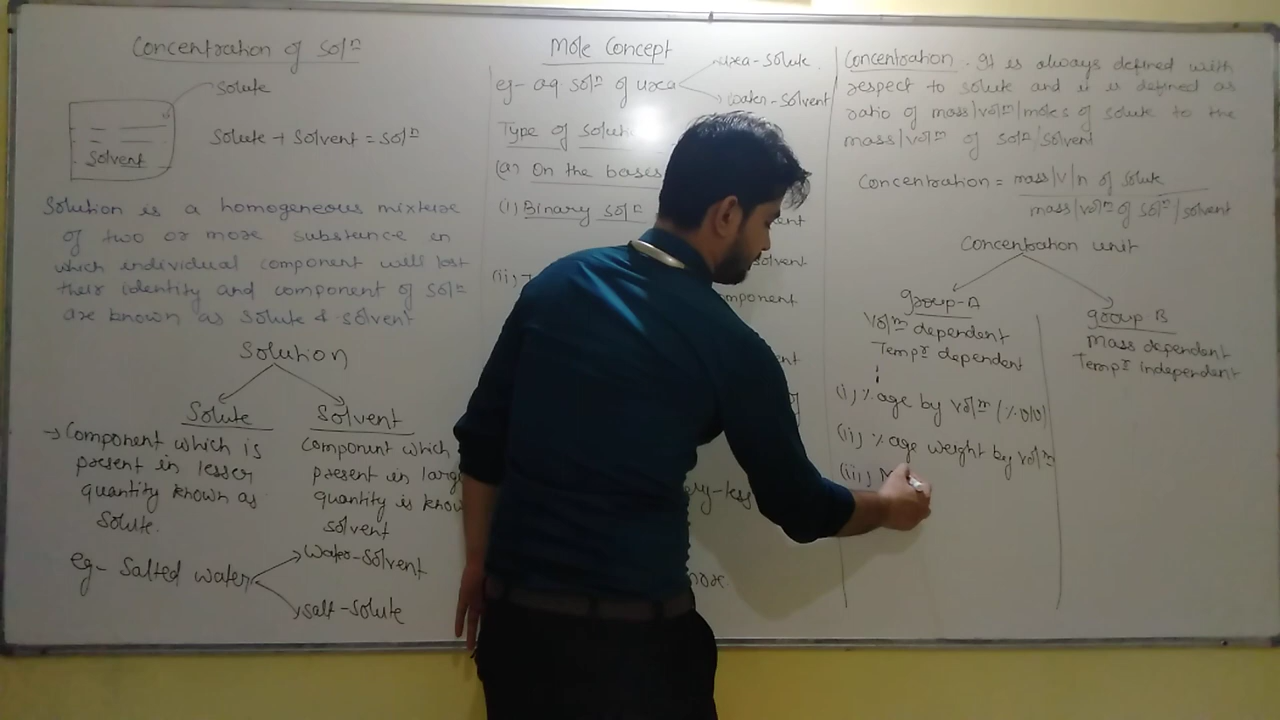 Concentration of Solⁿ
Solute
Solvent
Solute + Solvent = Solⁿ
Solution is a homogeneous mixture
of two or more substance in
which individual component will lost
their identity and component of Solⁿ
are known as Solute & Solvent
Solution
Solute
→ Component which is
present in lesser
quantity known as
Solute.
Solvent
Component which
present in large
quantity is know
Solvent
eg- Salted water
Water-Solvent
Salt-Solute
Mole Concept
eg- aq. Solⁿ of urea
urea-Solute.
Water-Solvent
Type of Soluti
(a) On the bases
(i) Binary Solⁿ
(ii)
olvent
mponent
Concentration :- It is always defined with
respect to solute and it is defined as
ratio of mass/volᵐ/moles of solute to the
mass/volᵐ of Solⁿ/Solvent
Concentration = mass/V/n of Solute
mass/volᵐ of Solⁿ/Solvent
Concentration unit
group-A
Volᵐ dependent
Tempʳ dependent
(i) %age by volᵐ (% v/v)
(ii) %age weight by volᵐ
(iii)
group B
Mass dependent
Tempʳ independent